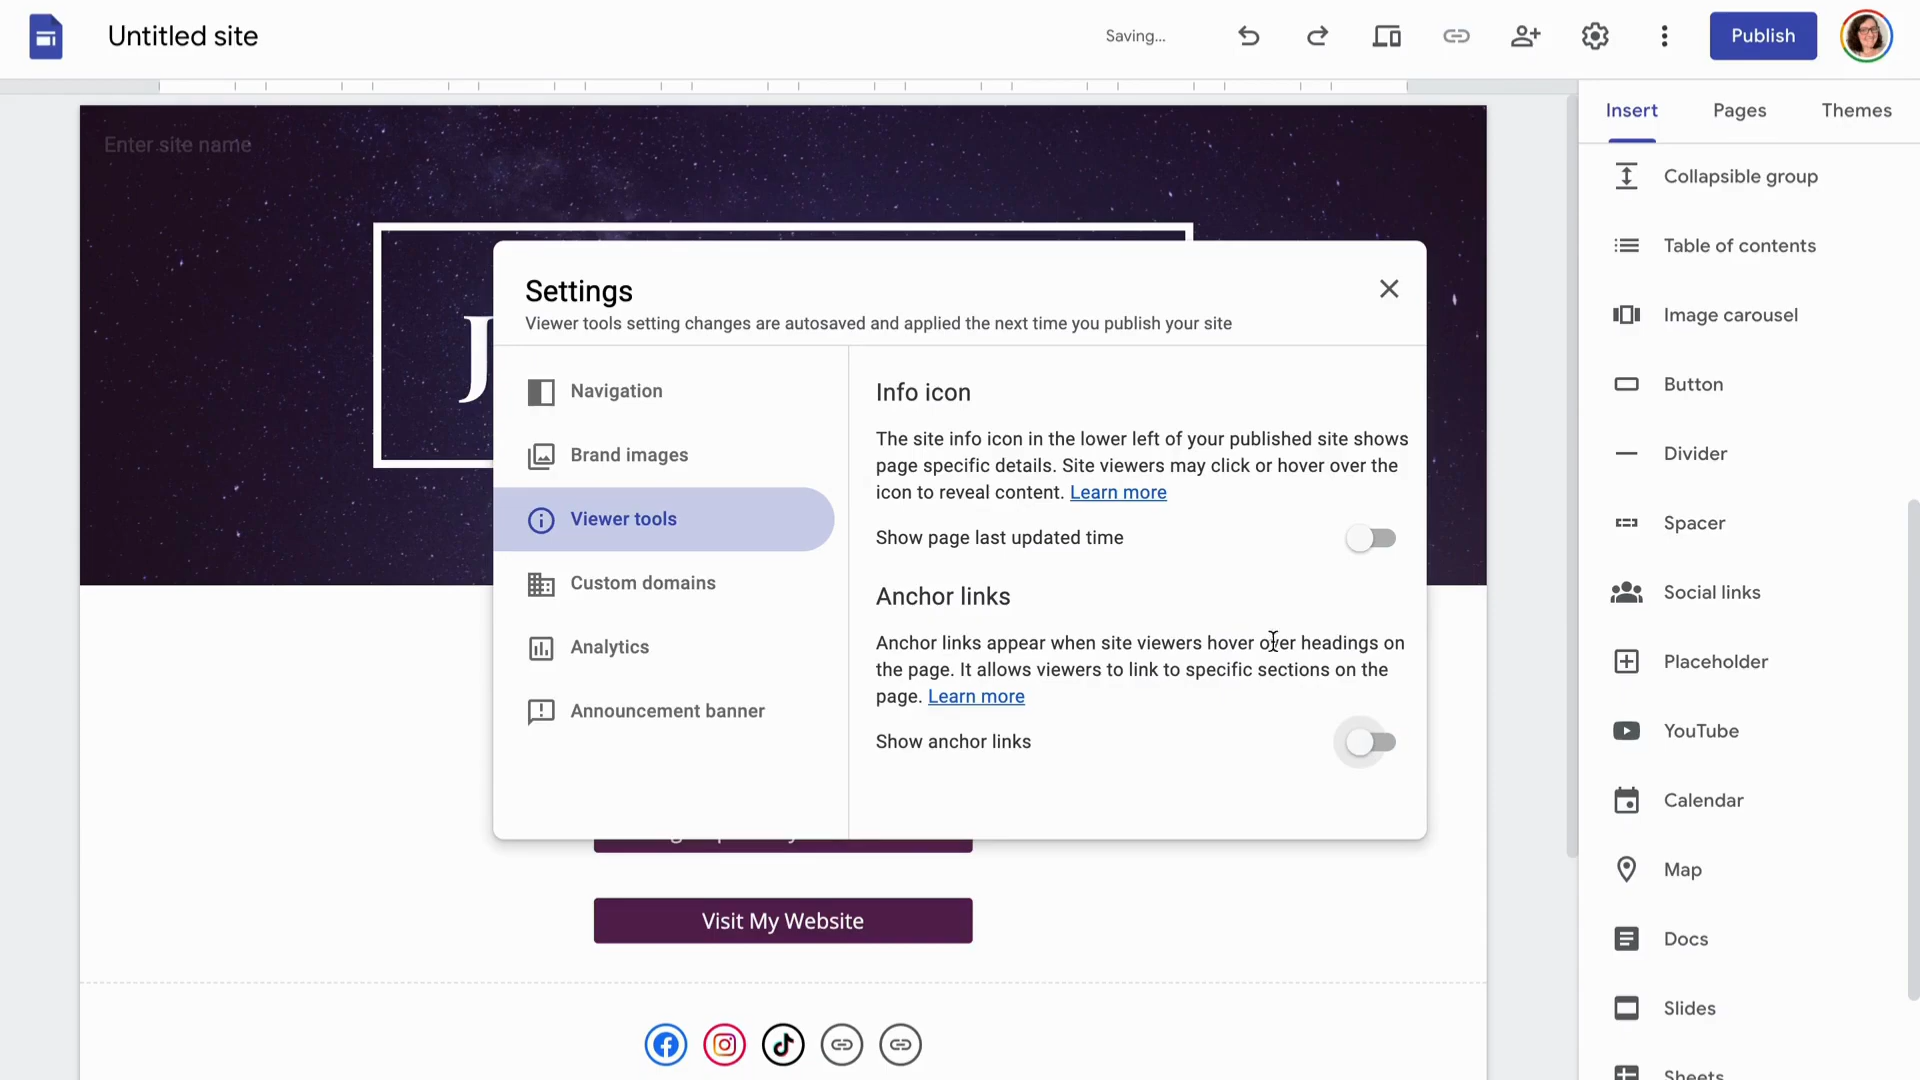 Untitled site
Saving...
Publish
Insert
Pages
Themes
Enter site name
J
Settings
Viewer tools setting changes are autosaved and applied the next time you publish your site
Navigation
Brand images
Viewer tools
Custom domains
Analytics
Announcement banner
Info icon
The site info icon in the lower left of your published site shows
page specific details. Site viewers may click or hover over the
icon to reveal content. Learn more
Show page last updated time
Anchor links
Anchor links appear when site viewers hover over headings on
the page. It allows viewers to link to specific sections on the
page. Learn more
Show anchor links
Visit My Website
Collapsible group
Table of contents
Image carousel
Button
Divider
Spacer
Social links
Placeholder
YouTube
Calendar
Map
Docs
Slides
Sheets